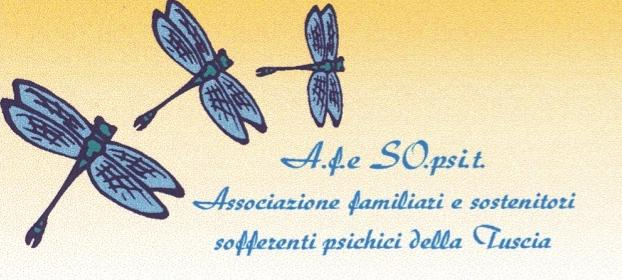 A.f.e SO.psi.t.
Associazione familiari e sostenitori
sofferenti psichici della Tuscia